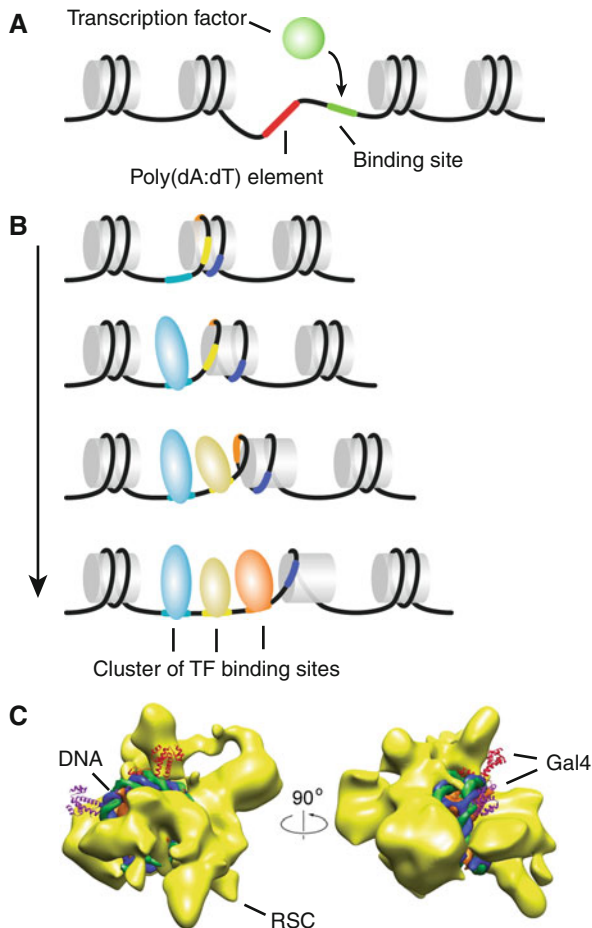 A
Transcription factor
Binding site
Poly(dA:dT) element
B
Cluster of TF binding sites
C
DNA
Gal4
90°
RSC